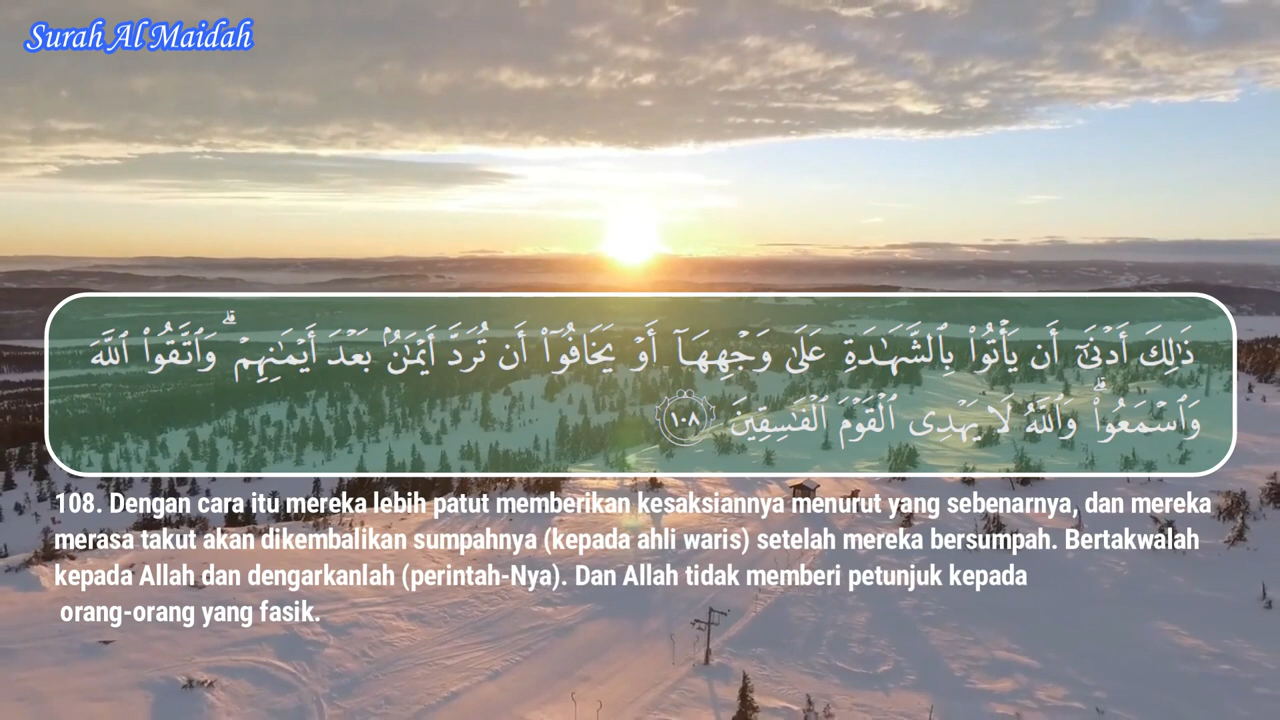 Surah Al Maidah
ذَٰلِكَ أَدْنَىٰٓ أَن يَأْتُوا۟ بِٱلشَّهَـٰدَةِ عَلَىٰ وَجْهِهَآ أَوْ يَخَافُوٓا۟ أَن تُرَدَّ أَيْمَـٰنٌۢ بَعْدَ أَيْمَـٰنِهِمْ ۗ وَٱتَّقُوا۟ ٱللَّهَ
وَٱسْمَعُوا۟ ۗ وَٱللَّهُ لَا يَهْدِى ٱلْقَوْمَ ٱلْفَـٰسِقِينَ ١٠٨
108. Dengan cara itu mereka lebih patut memberikan kesaksiannya menurut yang sebenarnya, dan mereka
merasa takut akan dikembalikan sumpahnya (kepada ahli waris) setelah mereka bersumpah. Bertakwalah
kepada Allah dan dengarkanlah (perintah-Nya). Dan Allah tidak memberi petunjuk kepada
orang-orang yang fasik.